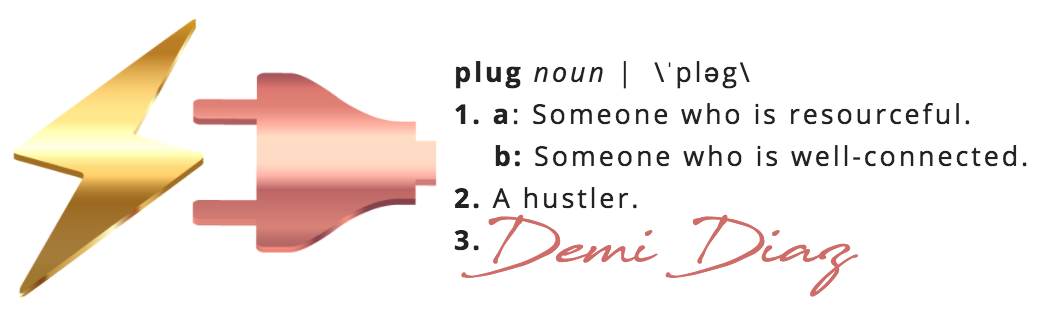 plug noun | \ˈpləg\
1. a: Someone who is resourceful.
b: Someone who is well-connected.
2. A hustler.
3. Demi Diaz